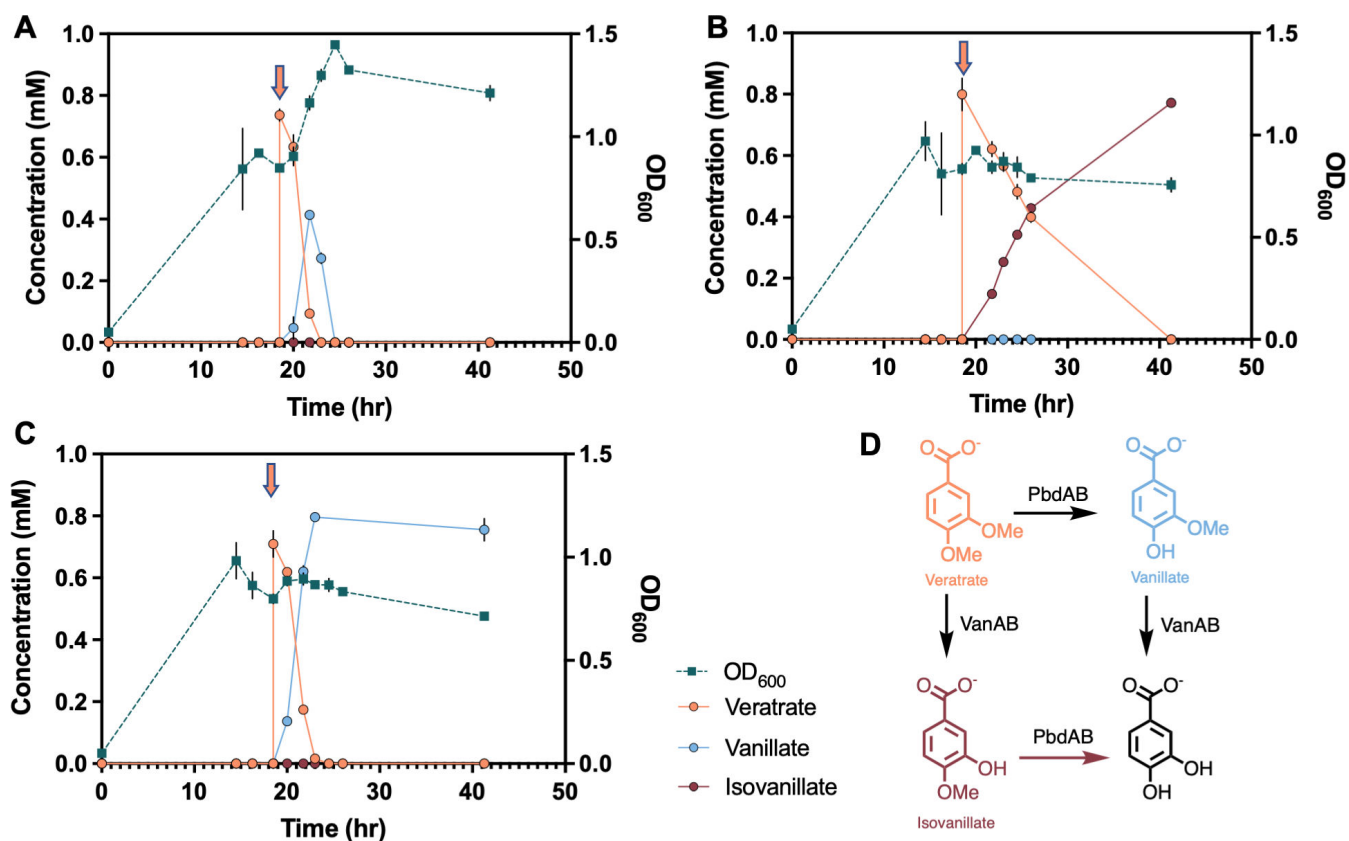 A
Concentration (mM)
1.0
0.8
0.6
0.4
0.2
0.0
0 10 20 30 40 50
Time (hr)
1.5
1.0
0.5
0.0
OD600
B
Concentration (mM)
1.0
0.8
0.6
0.4
0.2
0.0
0 10 20 30 40 50
Time (hr)
1.5
1.0
0.5
0.0
OD600
C
Concentration (mM)
1.0
0.8
0.6
0.4
0.2
0.0
0 10 20 30 40 50
Time (hr)
1.5
1.0
0.5
0.0
OD600
OD600
Veratrate
Vanillate
Isovanillate
D
O O-
OMe
OMe
Veratrate
PbdAB
O O-
OMe
OH
Vanillate
VanAB
VanAB
O O-
OH
OMe
Isovanillate
PbdAB
O O-
OH
OH